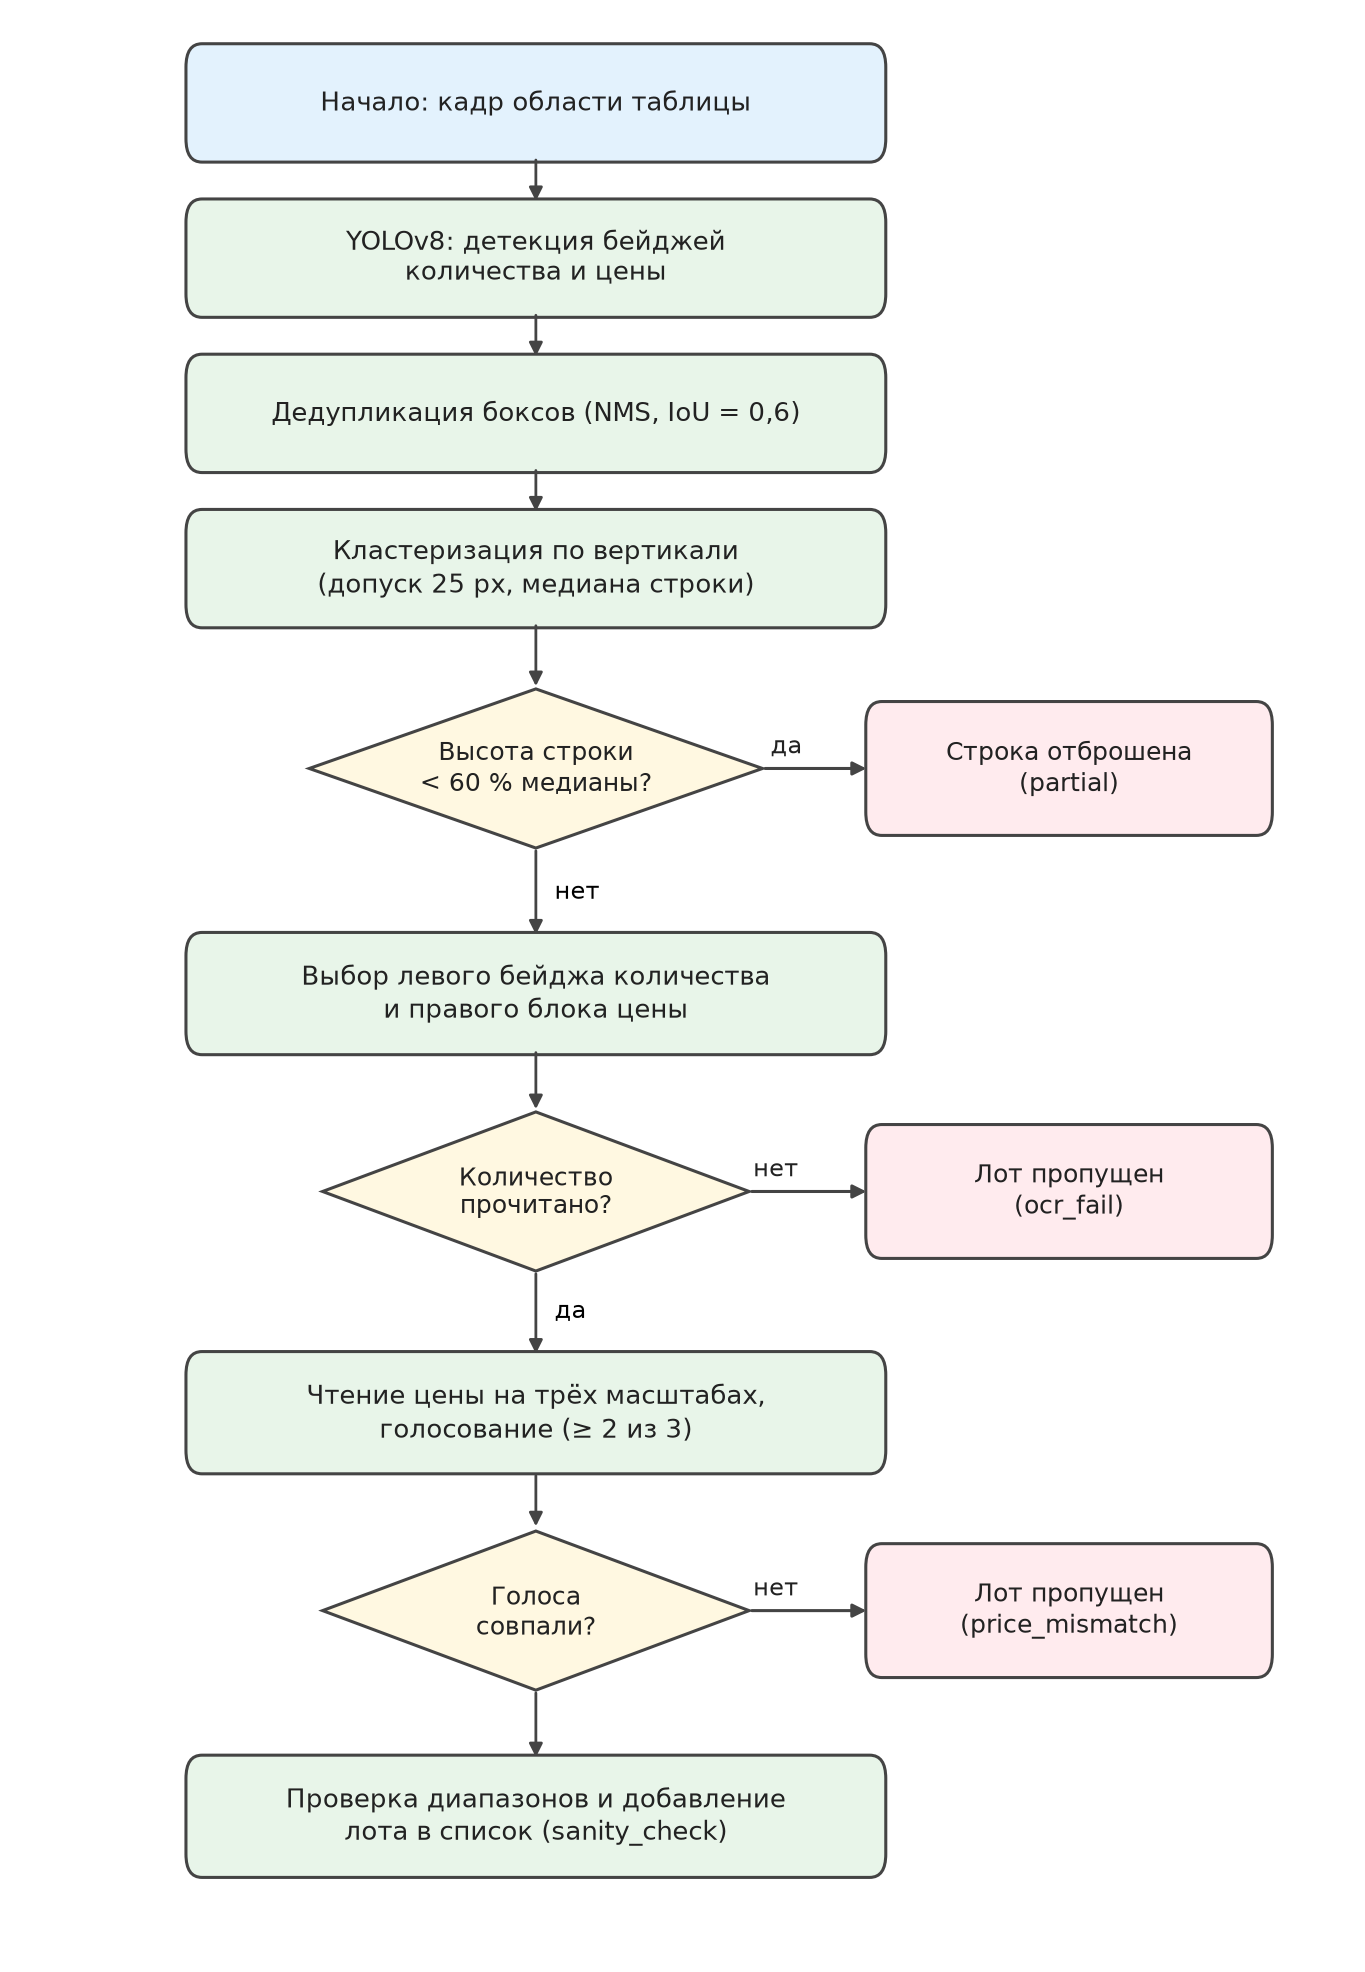 Начало: кадр области таблицы
YOLOv8: детекция бейджей
количества и цены
Дедупликация боксов (NMS, IoU = 0,6)
Кластеризация по вертикали
(допуск 25 px, медиана строки)
Высота строки
< 60 % медианы?
да
Строка отброшена
(partial)
нет
Выбор левого бейджа количества
и правого блока цены
Количество
прочитано?
нет
Лот пропущен
(ocr_fail)
да
Чтение цены на трёх масштабах,
голосование (≥ 2 из 3)
Голоса
совпали?
нет
Лот пропущен
(price_mismatch)
Проверка диапазонов и добавление
лота в список (sanity_check)